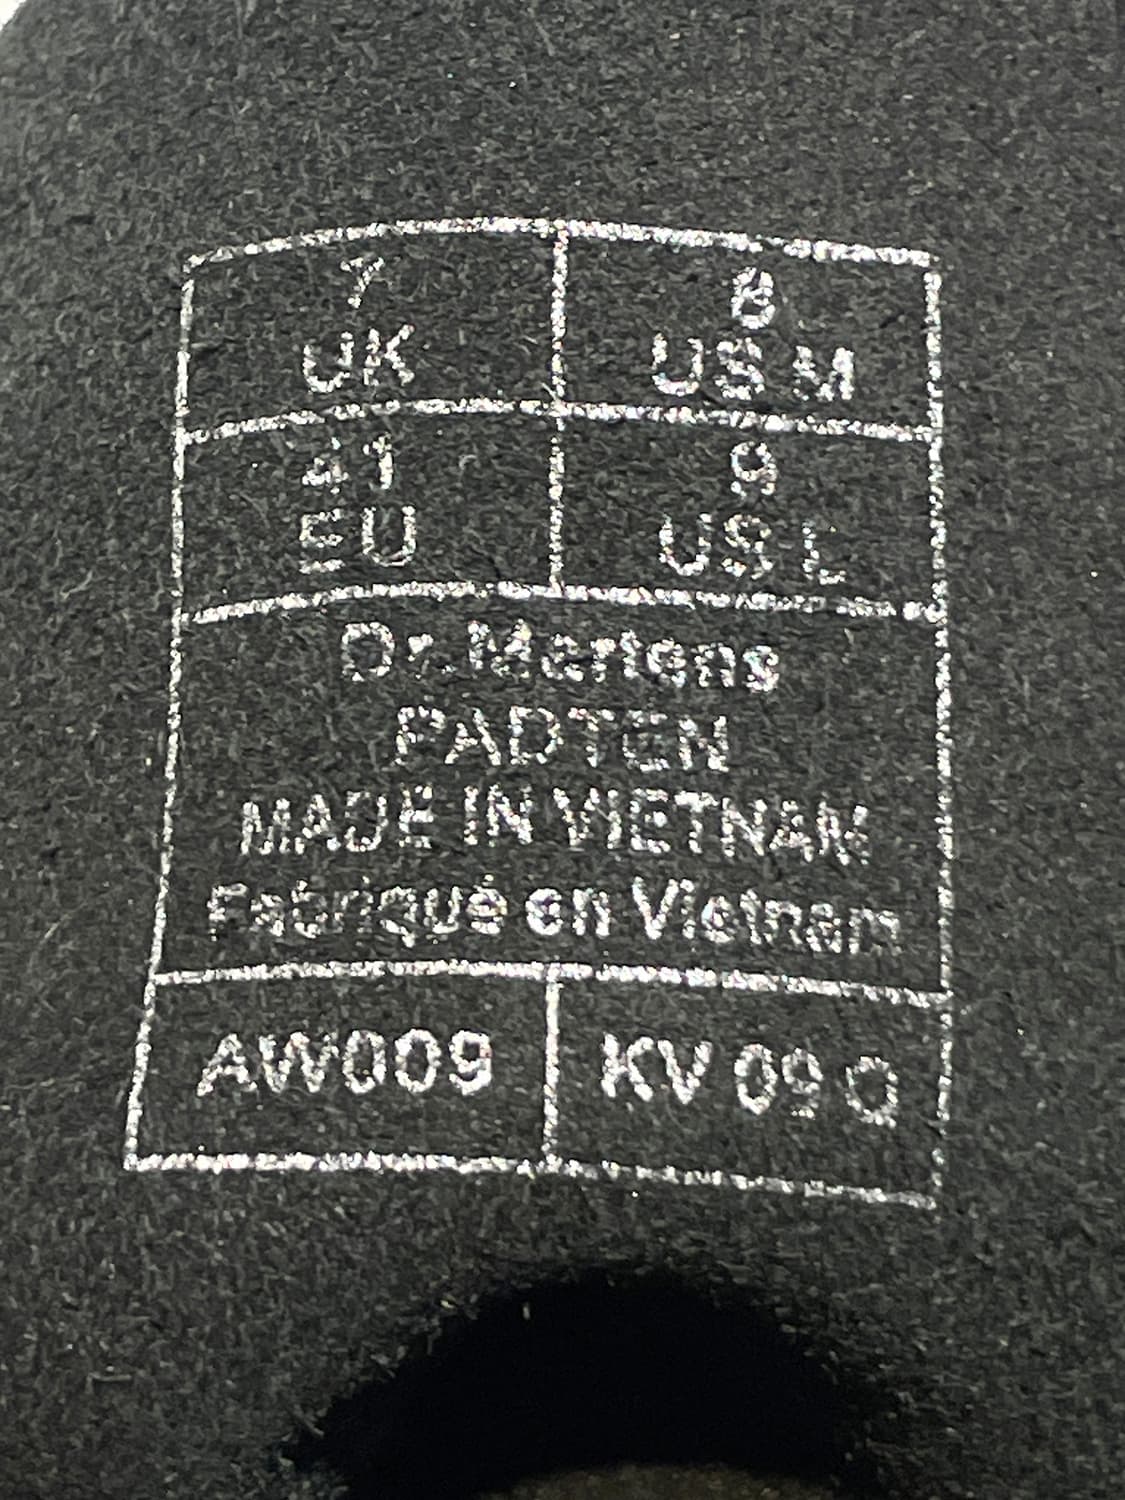 7 8
UK US M
41 9
EU US L
Dr. Martens
PADTEN
MADE IN VIETNAM
Fabriqué en Vietnam
AW009 KV 09 Q